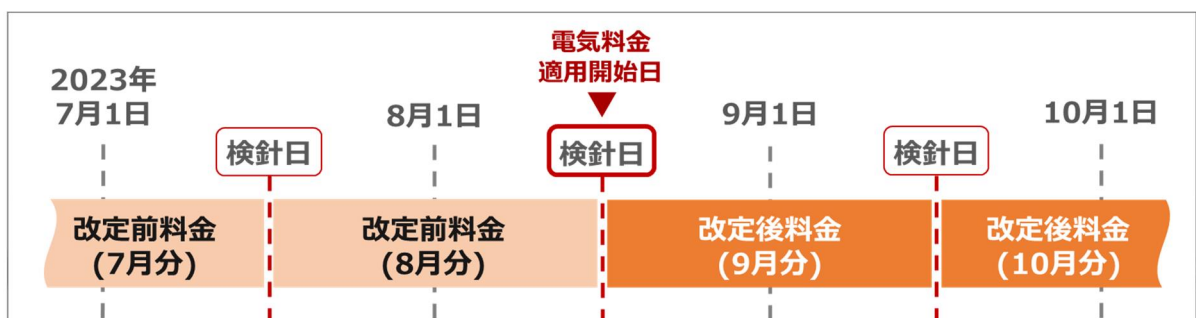 電気料金
適用開始日
2023年
7月1日
8月1日
9月1日
10月1日
検針日
検針日
検針日
改定前料金
(7月分)
改定前料金
(8月分)
改定後料金
(9月分)
改定後料金
(10月分)